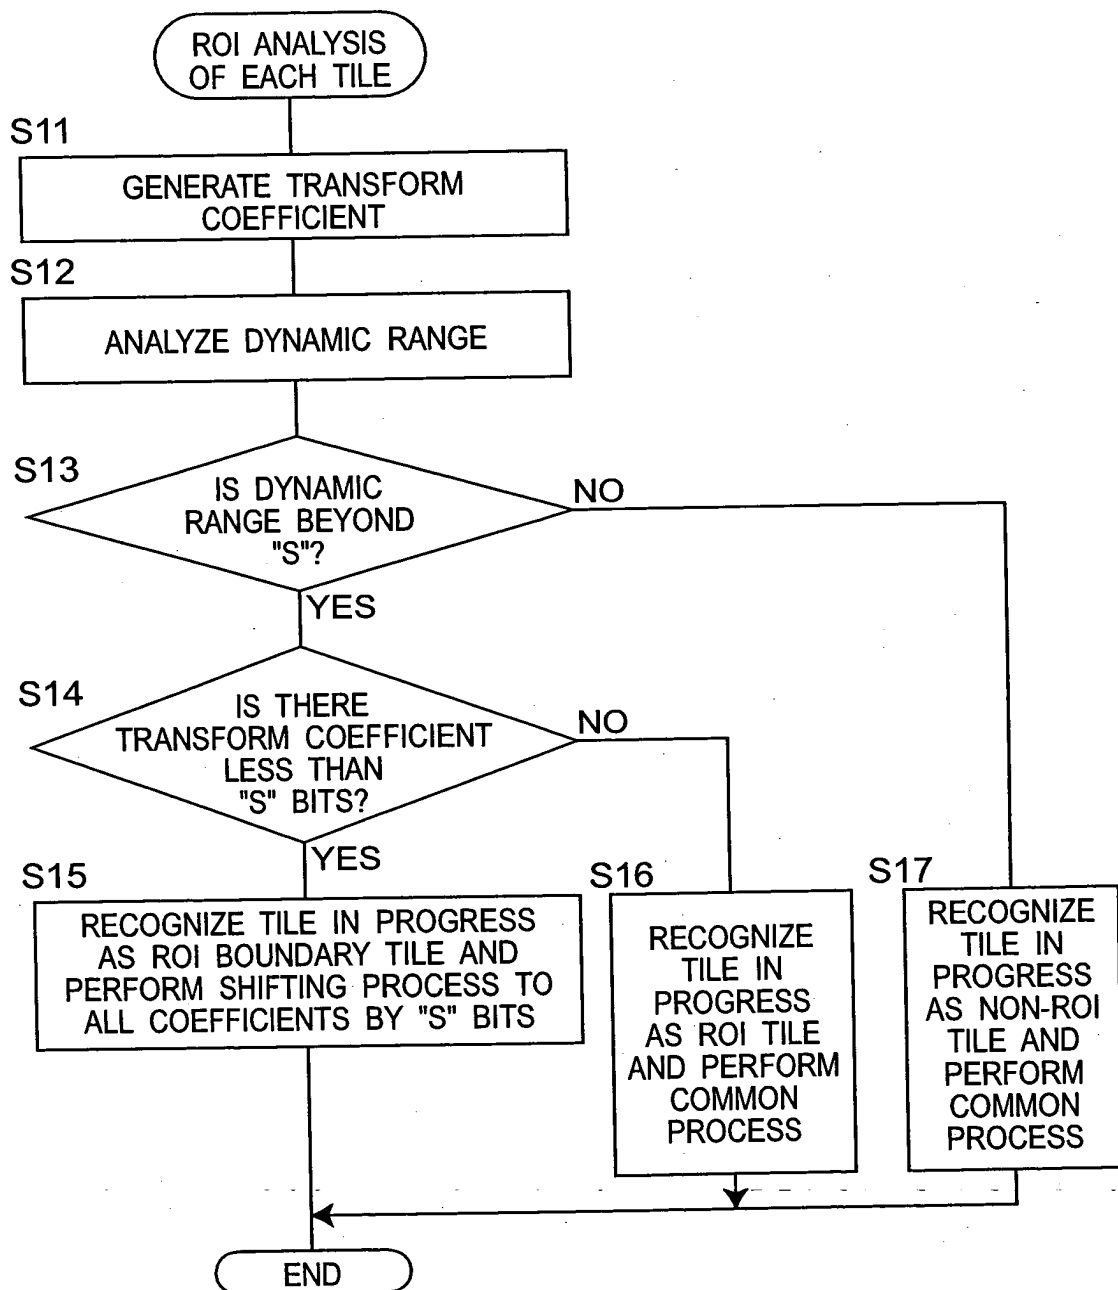 ROI ANALYSIS
OF EACH TILE
S11
GENERATE TRANSFORM
COEFFICIENT
S12
ANALYZE DYNAMIC RANGE
S13
IS DYNAMIC
RANGE BEYOND
"S"?
NO
YES
S14
IS THERE
TRANSFORM COEFFICIENT
LESS THAN
"S" BITS?
NO
YES
S15
RECOGNIZE TILE IN PROGRESS
AS ROI BOUNDARY TILE AND
PERFORM SHIFTING PROCESS TO
ALL COEFFICIENTS BY "S" BITS
S16
RECOGNIZE
TILE IN
PROGRESS
AS ROI TILE
AND PERFORM
COMMON
PROCESS
S17
RECOGNIZE
TILE IN
PROGRESS
AS NON-ROI
TILE AND
PERFORM
COMMON
PROCESS
END